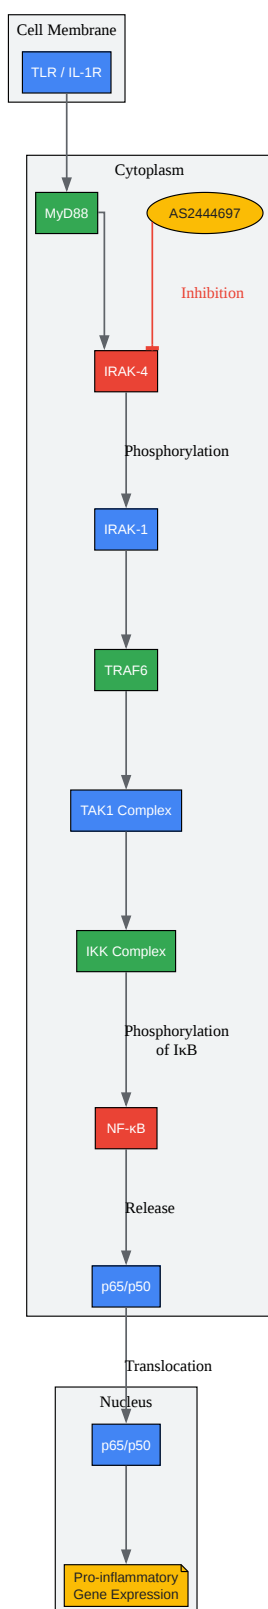 Cell Membrane
TLR / IL-1R
Cytoplasm
MyD88
AS2444697
Inhibition
IRAK-4
Phosphorylation
IRAK-1
TRAF6
TAK1 Complex
IKK Complex
Phosphorylation
of IκB
NF-κB
Release
p65/p50
Translocation
Nucleus
p65/p50
Pro-inflammatory
Gene Expression